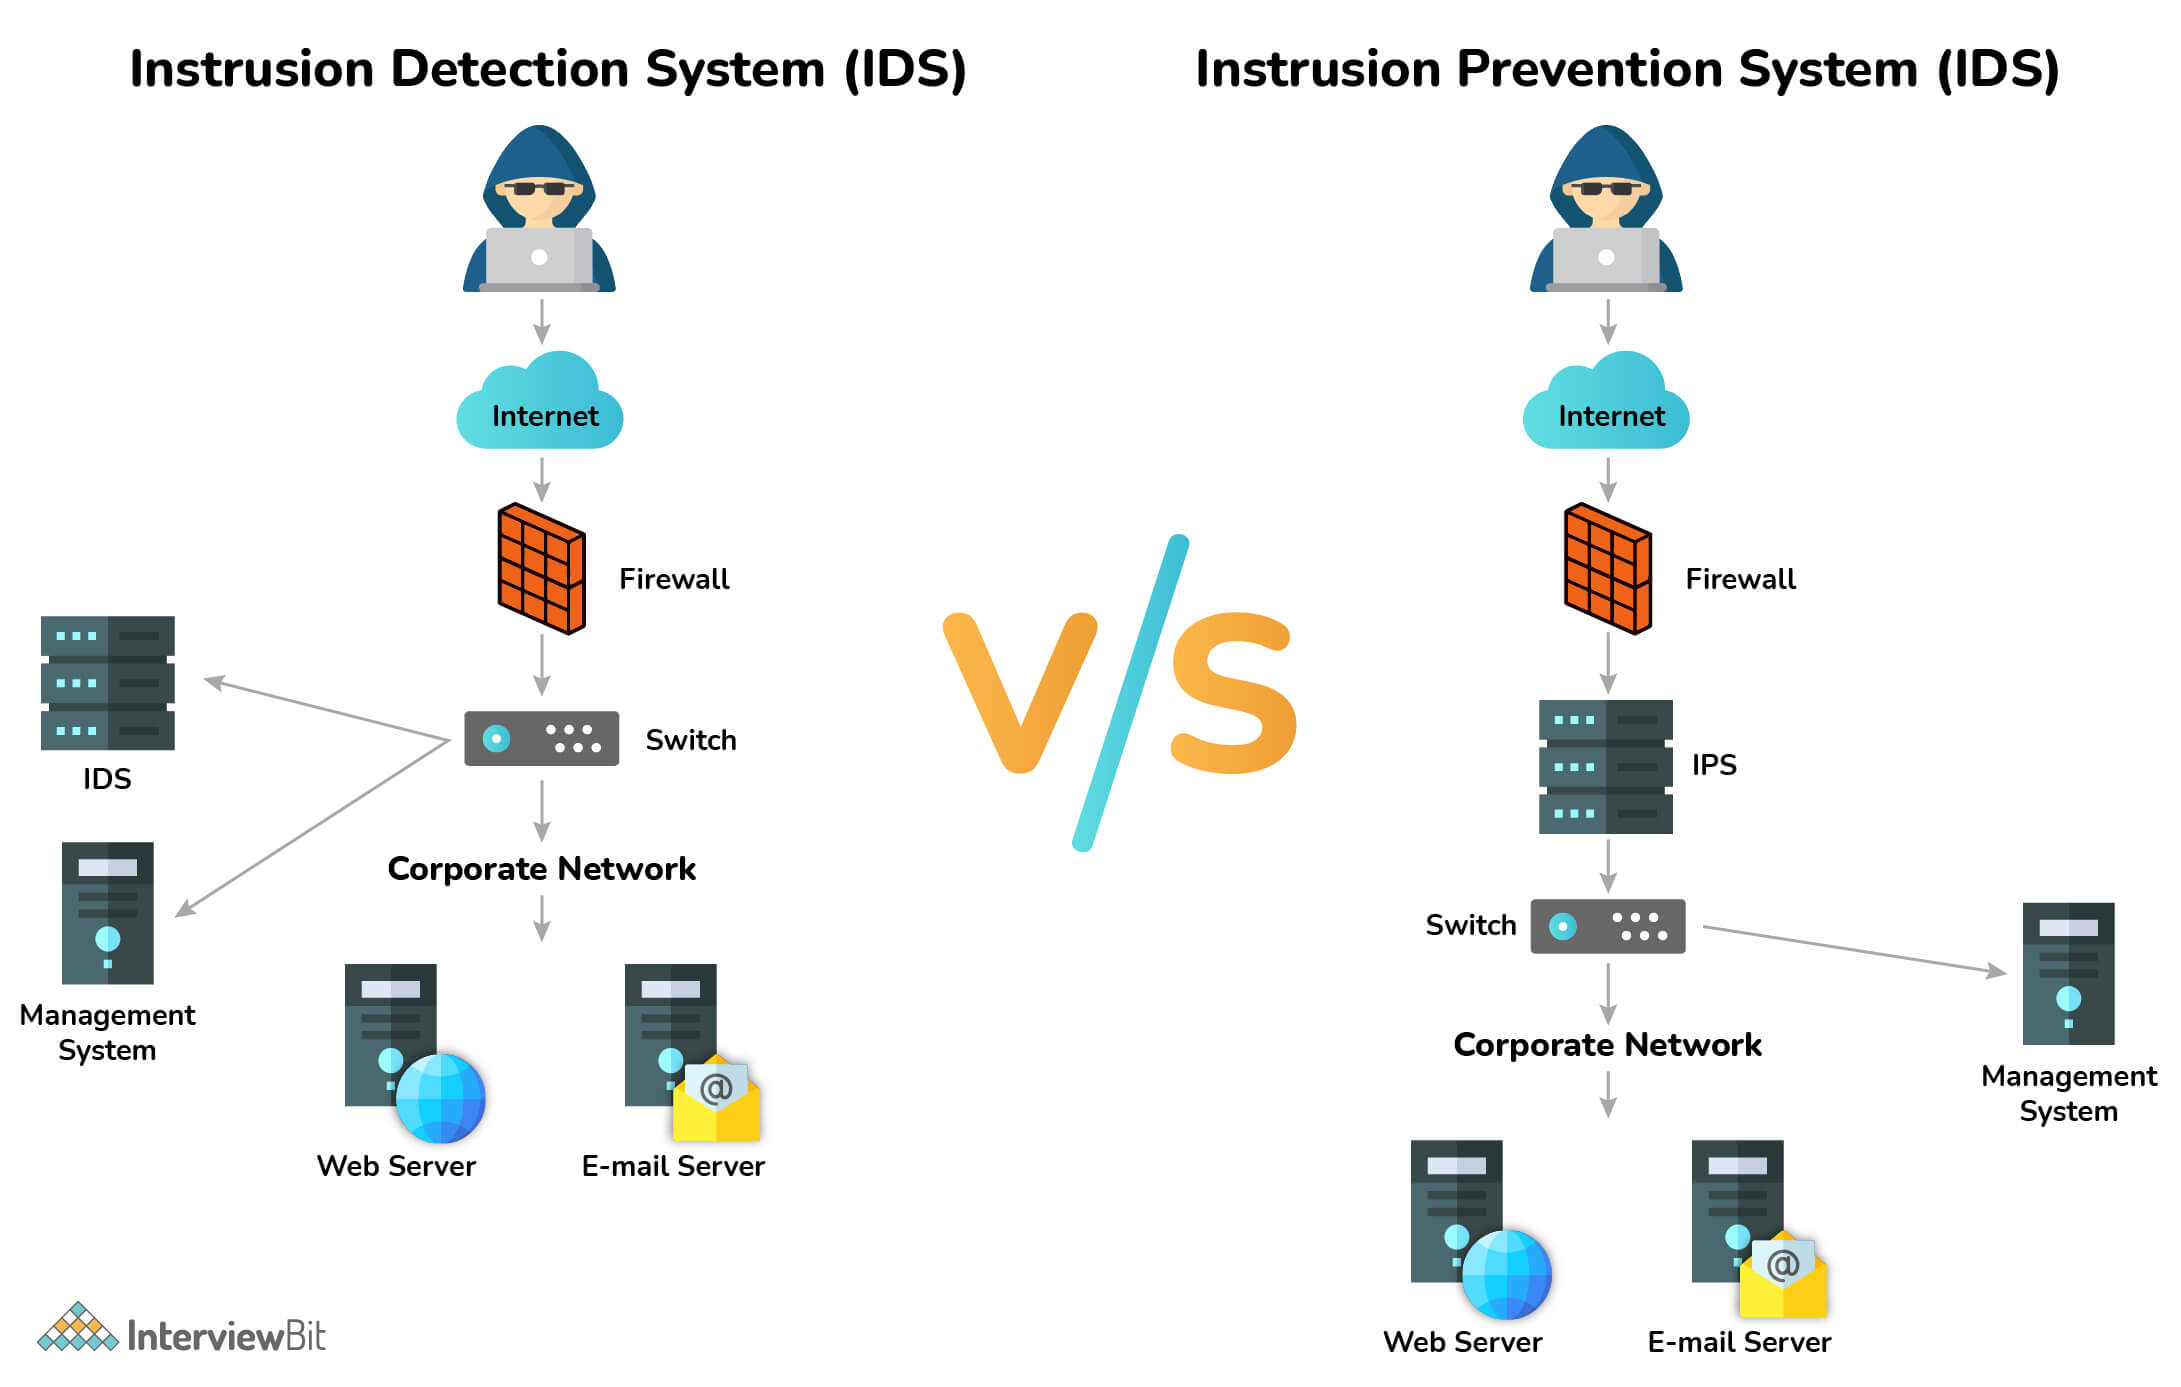 Instrusion Detection System (IDS)
Internet
Firewall
Switch
IDS
Management
System
Corporate Network
Web Server
E-mail Server
V/S
Instrusion Prevention System (IDS)
Internet
Firewall
IPS
Switch
Management
System
Corporate Network
Web Server
E-mail Server
@
@
InterviewBit